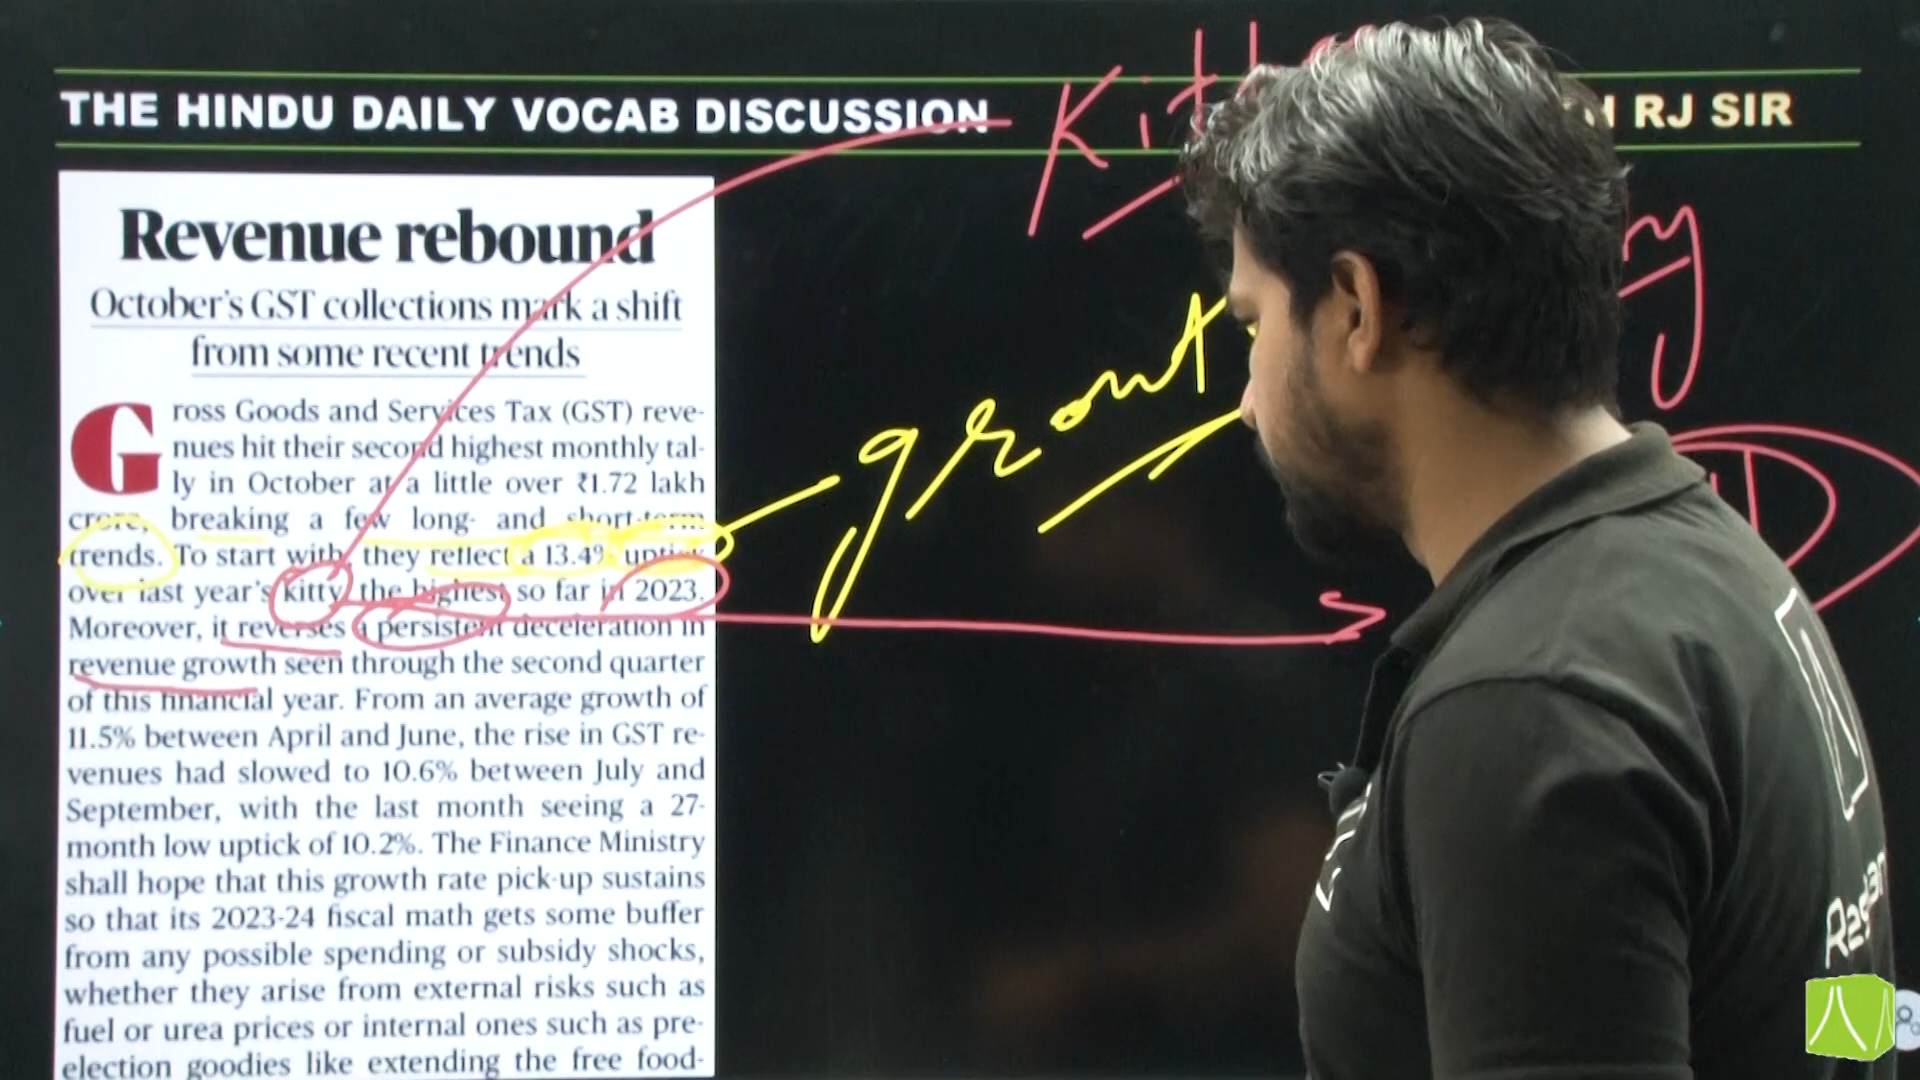 THE HINDU DAILY VOCAB DISCUSSION
RJ SIR
Revenue rebound
October's GST collections mark a shift
from some recent trends
Gross Goods and Services Tax (GST) reve-
nues hit their second highest monthly tal-
ly in October at a little over ₹1.72 lakh
crore, breaking a few long- and short-term
trends. To start with, they reflect a 13.4% uptick
over last year's kitty, the highest so far in 2023.
Moreover, it reverses a persistent deceleration in
revenue growth seen through the second quarter
of this financial year. From an average growth of
11.5% between April and June, the rise in GST re-
venues had slowed to 10.6% between July and
September, with the last month seeing a 27-
month low uptick of 10.2%. The Finance Ministry
shall hope that this growth rate pick-up sustains
so that its 2023-24 fiscal math gets some buffer
from any possible spending or subsidy shocks,
whether they arise from external risks such as
fuel or urea prices or internal ones such as pre-
election goodies like extending the free food-